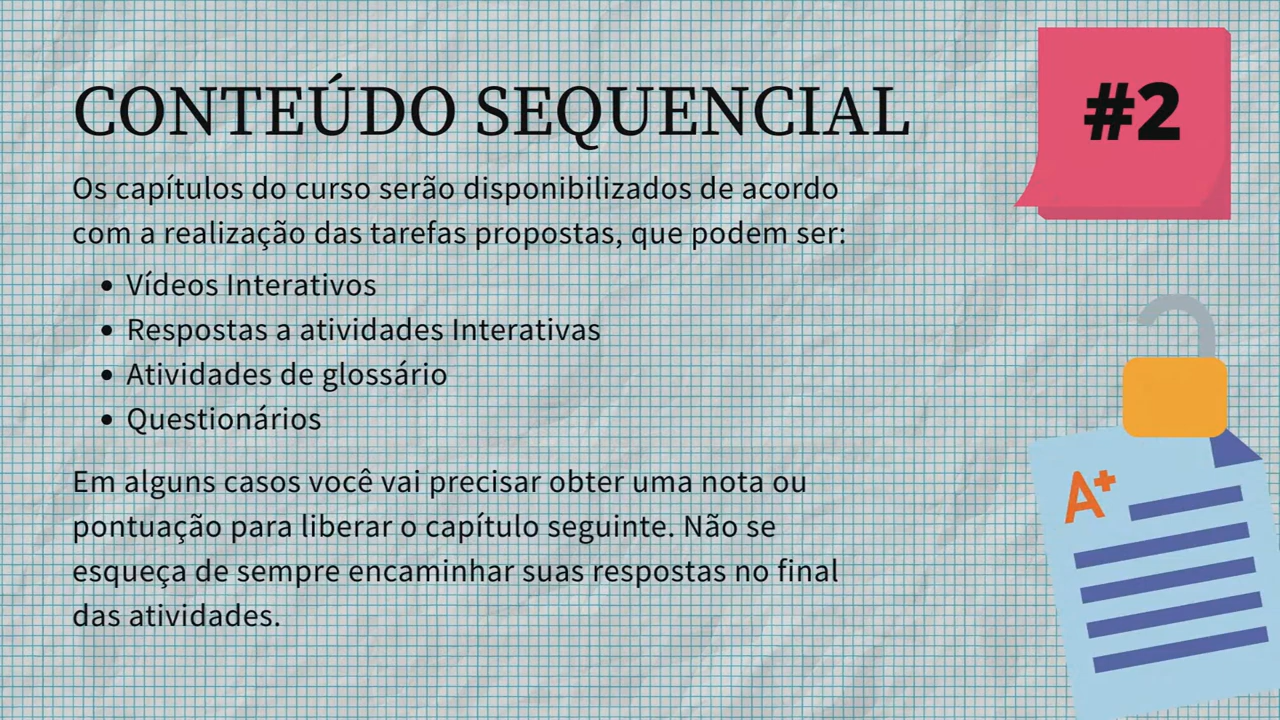 CONTEÚDO SEQUENCIAL
#2
Os capítulos do curso serão disponibilizados de acordo
com a realização das tarefas propostas, que podem ser:
• Vídeos Interativos
• Respostas a atividades Interativas
• Atividades de glossário
• Questionários
Em alguns casos você vai precisar obter uma nota ou
pontuação para liberar o capítulo seguinte. Não se
esqueça de sempre encaminhar suas respostas no final
das atividades.
A+